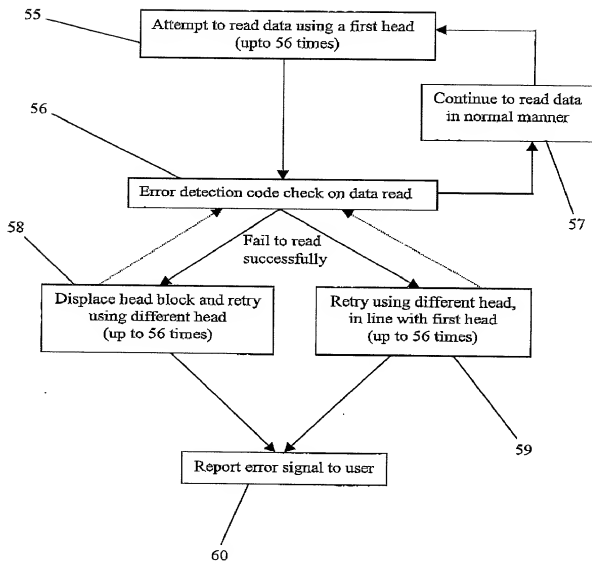 55
Attempt to read data using a first head
(upto 56 times)
Continue to read data
in normal manner
56
Error detection code check on data read
57
58
Fail to read
successfully
Displace head block and retry
using different head
(up to 56 times)
Retry using different head,
in line with first head
(up to 56 times)
59
Report error signal to user
60